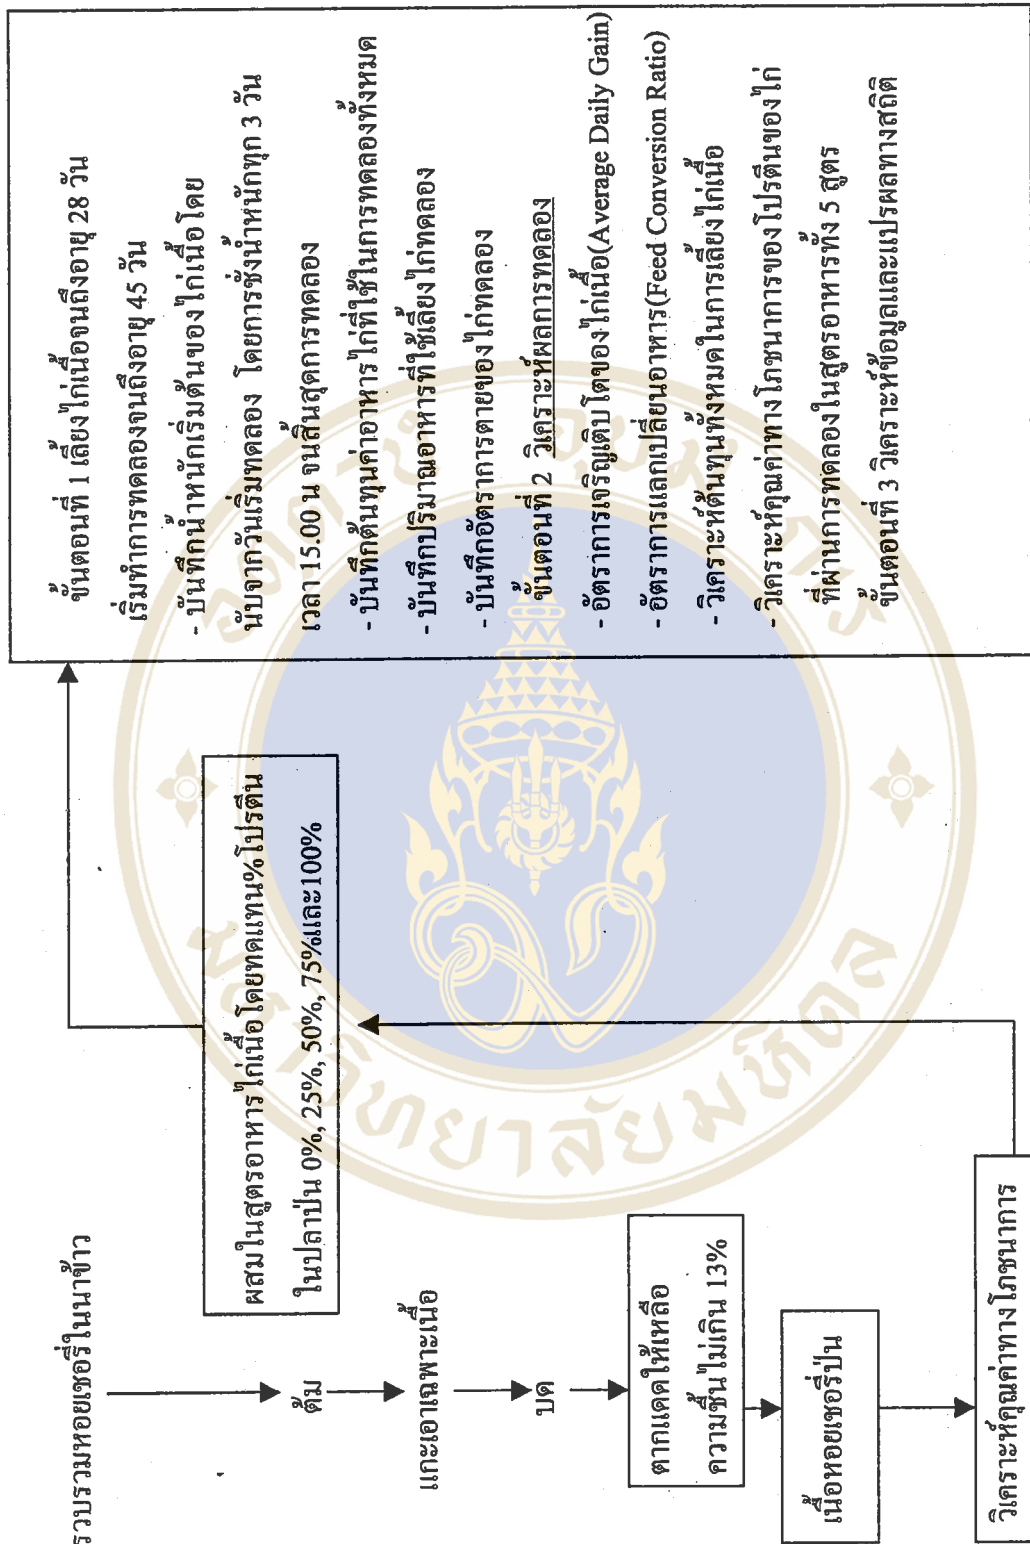 รวบรวมหอยเชอรี่ในนาข้าว
ต้ม
แกะเอาเฉพาะเนื้อ
บด
ตากแดดให้เหลือ
ความชื้นไม่เกิน 13%
เนื้อหอยเชอรี่ป่น
วิเคราะห์คุณค่าทางโภชนาการ
ผสมในสูตรอาหารไก่เนื้อโดยทดแทน%โปรตีน
ในปลาป่น 0%, 25%, 50%, 75%และ100%
ขั้นตอนที่ 1 เลี้ยงไก่เนื้อจนถึงอายุ 28 วัน
เริ่มทำการทดลองจนถึงอายุ 45 วัน
- บันทึกน้ำหนักเริ่มต้นของไก่เนื้อโดย
นับจากวันเริ่มทดลอง โดยการชั่งน้ำหนักทุก 3 วัน
เวลา 15.00 น จนสิ้นสุดการทดลอง
- บันทึกต้นทุนค่าอาหารไก่ที่ใช้ในการทดลองทั้งหมด
- บันทึกปริมาณอาหารที่ใช้เลี้ยงไก่ทดลอง
- บันทึกอัตราการตายของไก่ทดลอง
ขั้นตอนที่ 2 วิเคราะห์ผลการทดลอง
- อัตราการเจริญเติบโตของไก่เนื้อ(Average Daily Gain)
- อัตราการแลกเปลี่ยนอาหาร(Feed Conversion Ratio)
- วิเคราะห์ต้นทุนทั้งหมดในการเลี้ยงไก่เนื้อ
- วิเคราะห์คุณค่าทางโภชนาการของโปรตีนของไก่
ที่ผ่านการทดลองในสูตรอาหารทั้ง 5 สูตร
ขั้นตอนที่ 3 วิเคราะห์ข้อมูลและแปรผลทางสถิติ
มหาวิทยาลัยมหิดล